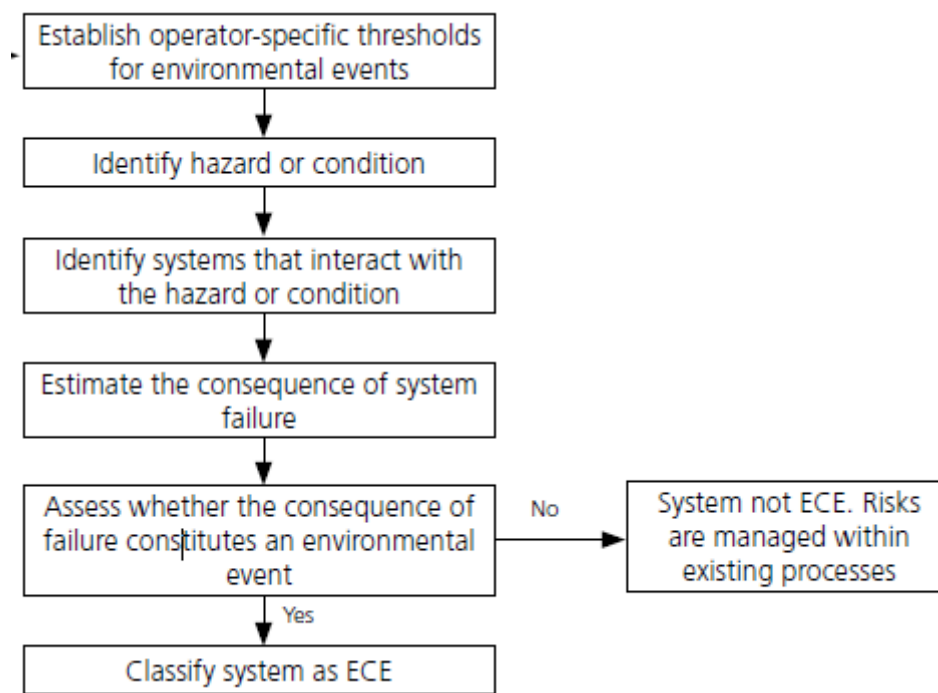 Establish operator-specific thresholds
for environmental events
Identify hazard or condition
Identify systems that interact with
the hazard or condition
Estimate the consequence of system
failure
Assess whether the consequence of
failure constitutes an environmental
event
No
System not ECE. Risks
are managed within
existing processes
Yes
Classify system as ECE